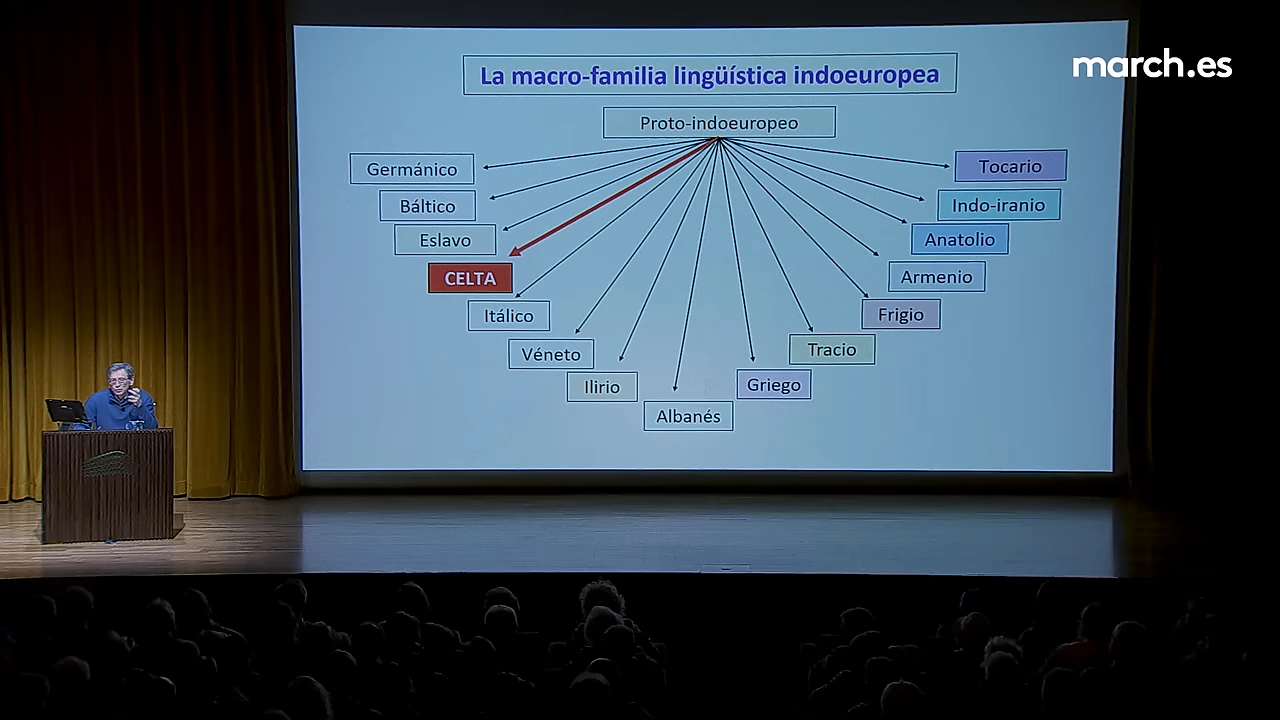 march.es
La macro-familia lingüística indoeuropea
Proto-indoeuropeo
Germánico
Tocario
Báltico
Indo-iranio
Eslavo
Anatolio
CELTA
Armenio
Itálico
Frigio
Véneto
Tracio
Ilirio
Griego
Albanés